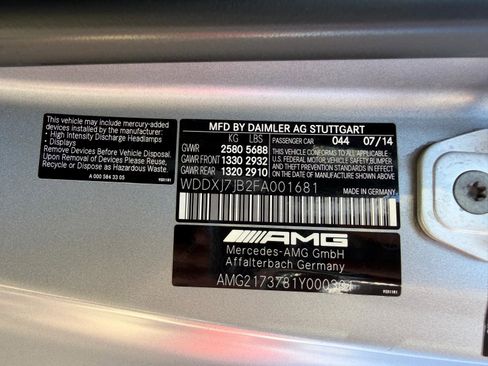 This vehicle may include mercury-added
devices installed by the manufacturer:
• High Intensity Discharge Headlamps
• Displays
Remove Devices Before Vehicle Disposal.
Upon Removal of Devices Please Reuse,
Recycle or Dispose as Hazardous Waste.
A 000 584 33 05
MFD BY DAIMLER AG STUTTGART
KG LBS PASSENGER CAR 044 07/14
GVWR 2580 5688
GAWR FRONT 1330 2932
GAWR REAR 1320 2910
THIS VEHICLE CONFORMS TO ALL APPLICABLE
U.S. FEDERAL MOTOR VEHICLE SAFETY, BUMPER,
AND THEFT PREVENTION STANDARDS IN EFFECT
ON THE DATE OF MANUFACTURE SHOWN ABOVE.
WDDXJ7JB2FA001681
AMG
Mercedes-AMG GmbH
Affalterbach Germany